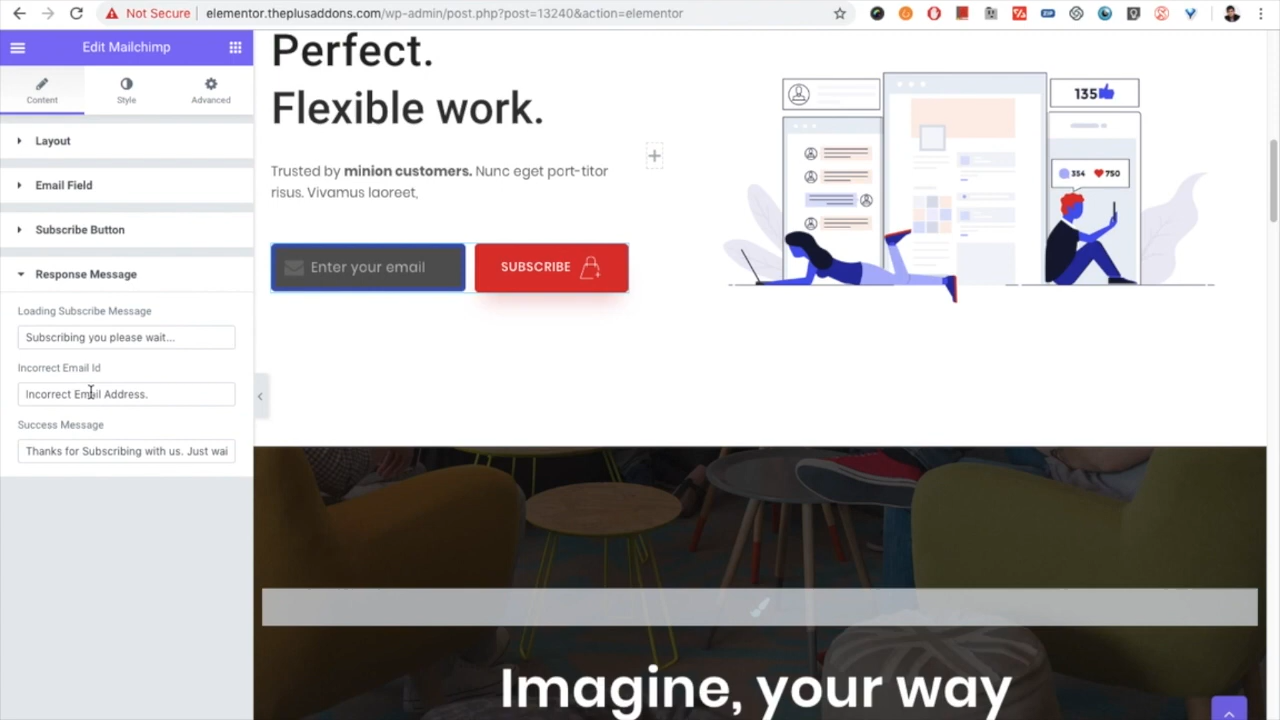 Not Secure
elementor.theplusaddons.com/wp-admin/post.php?post=13240&action=elementor
Edit Mailchimp
Content
Style
Advanced
Layout
Email Field
Subscribe Button
Response Message
Loading Subscribe Message
Subscribing you please wait...
Incorrect Email Id
Incorrect Email Address.
Success Message
Thanks for Subscribing with us. Just wai
Perfect.
Flexible work.
Trusted by minion customers. Nunc eget port-titor
risus. Vivamus laoreet,
Enter your email
SUBSCRIBE
135
354
750
Imagine, your way